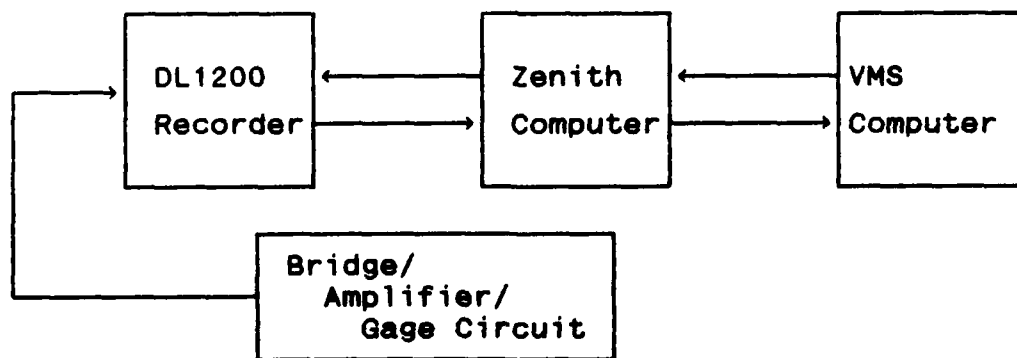 DL1200
Recorder
Zenith
Computer
VMS
Computer
Bridge/
Amplifier/
Gage Circuit